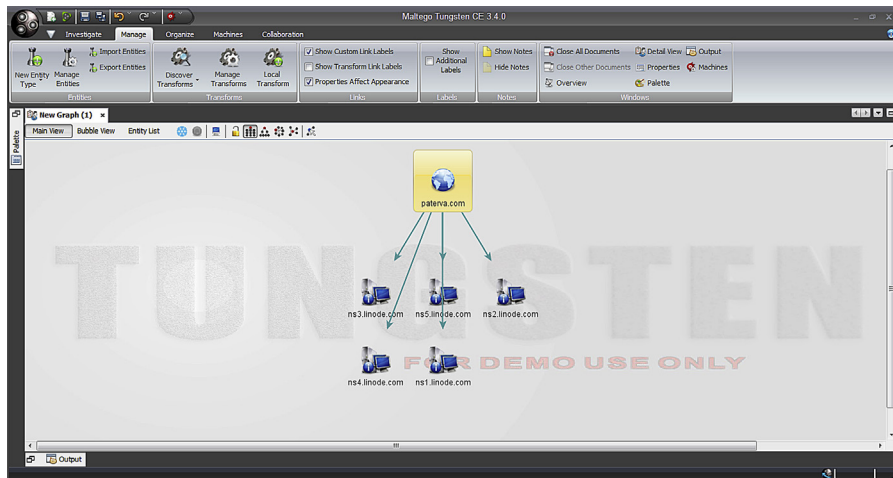 Maltego Tungsten CE 3.4.0
Investigate Manage Organize Machines Collaboration
New Entity Type
Manage Entities
Import Entities
Export Entities
Entities
Discover Transforms
Manage Transforms
Local Transform
Transforms
Show Custom Link Labels
Show Transform Link Labels
Properties Affect Appearance
Links
Show Additional Labels
Labels
Show Notes
Hide Notes
Notes
Close All Documents
Close Other Documents
Overview
Detail View
Properties
Palette
Output
Machines
Windows
Palette
New Graph (1)
Main View Bubble View Entity List
paterva.com
TUNGSTEN
ns3.linode.com ns5.linode.com ns2.linode.com
FOR DEMO USE ONLY
ns4.linode.com ns1.linode.com
Output